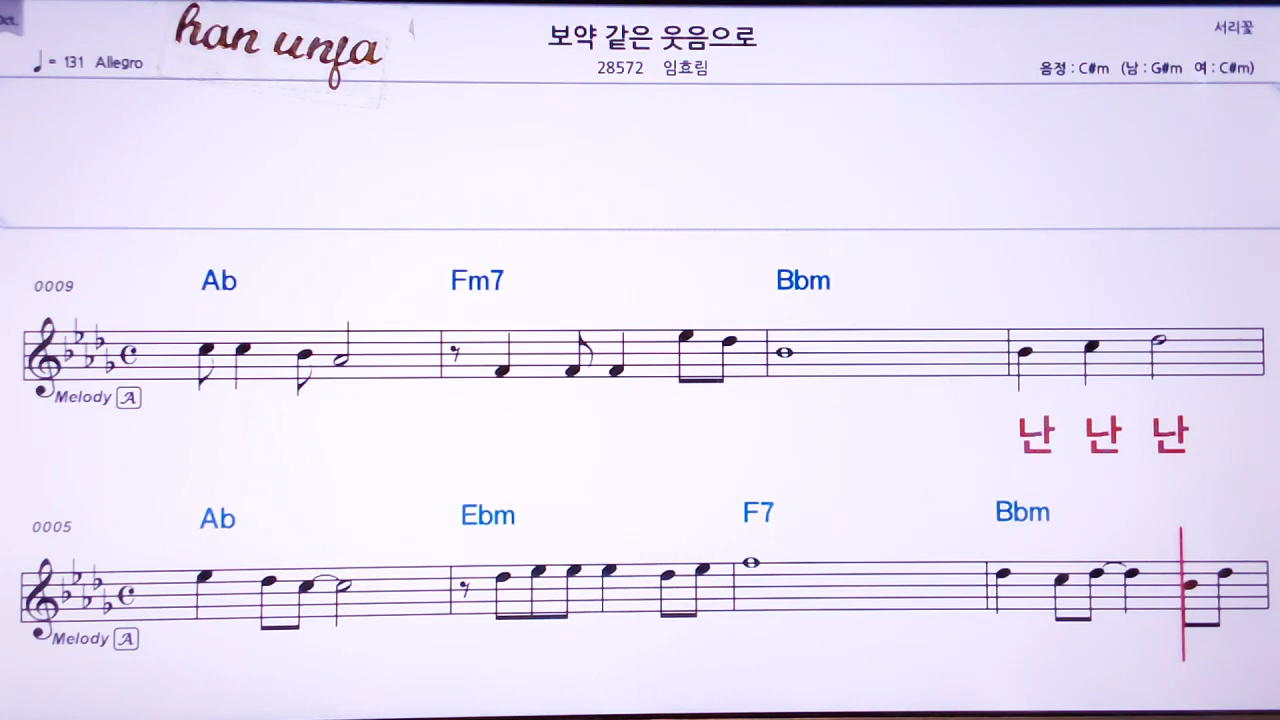 han unfa
보약 같은 웃음으로
서리꽃
♩= 131 Allegro
28572 임효림
음정 : C#m (남 : G#m 여 : C#m)
0009
Ab Fm7 Bbm
Melody A
난 난 난
0005
Ab Ebm F7 Bbm
Melody A